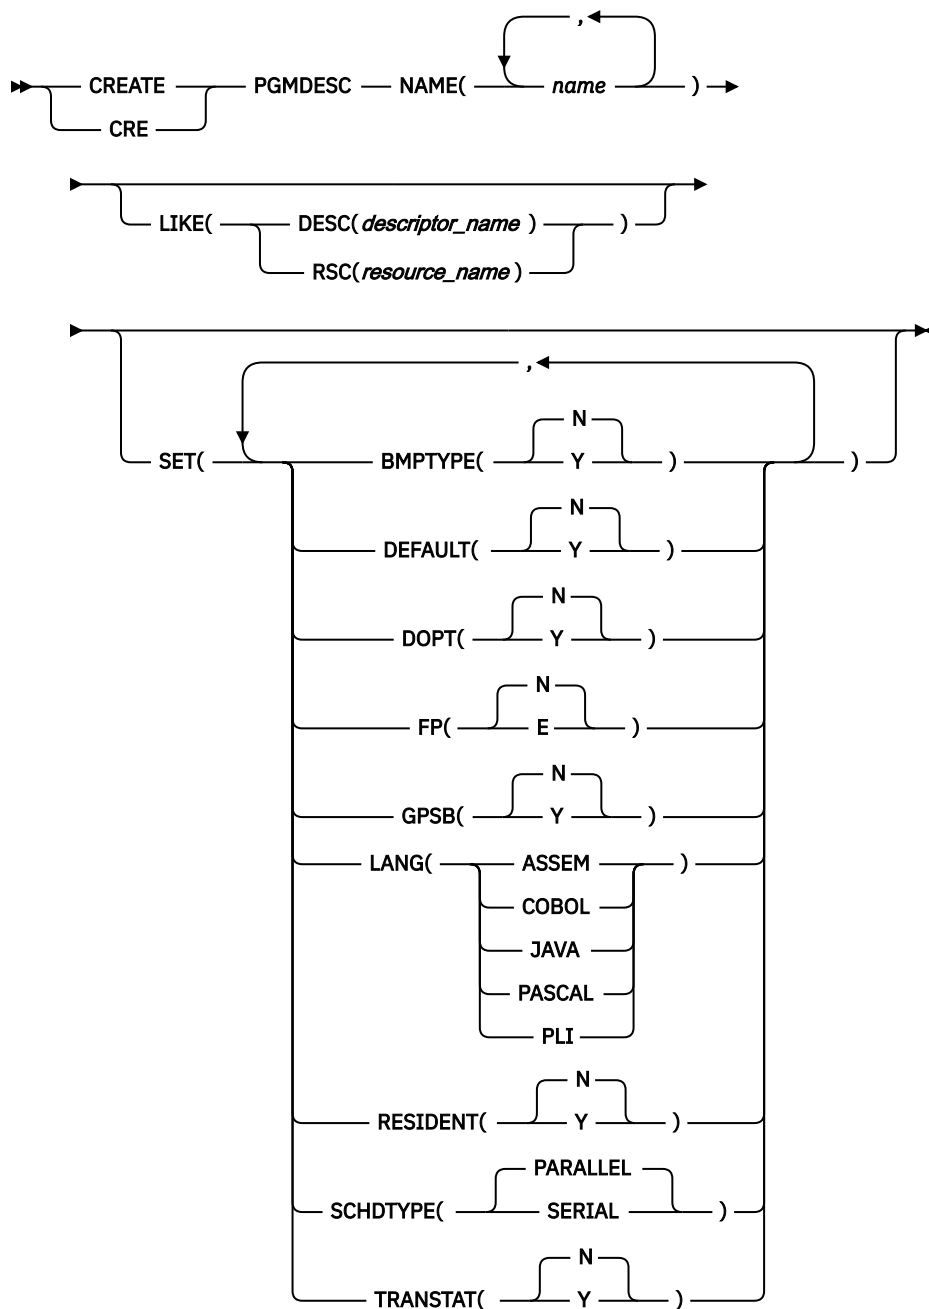 ,
CREATE PGMDESC NAME( name )
CRE
LIKE( DESC(descriptor_name) )
RSC(resource_name)
,
N
SET( BMPTYPE( Y ) )
N
DEFAULT( Y )
N
DOPT( Y )
N
FP( E )
N
GPSB( Y )
LANG( ASSEM )
COBOL
JAVA
PASCAL
PLI
N
RESIDENT( Y )
PARALLEL
SCHDTYPE( SERIAL )
N
TRANSTAT( Y )